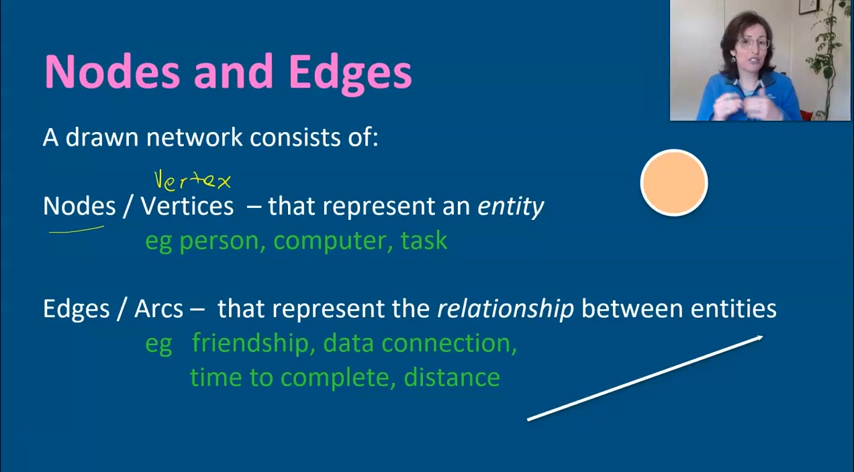 Nodes and Edges
A drawn network consists of:
Vertex
Nodes / Vertices – that represent an entity
eg person, computer, task
Edges / Arcs – that represent the relationship between entities
eg friendship, data connection,
time to complete, distance